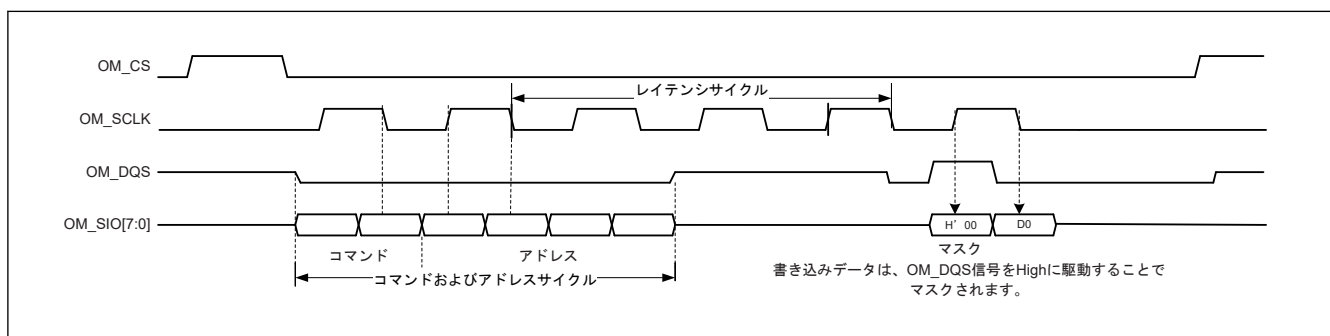 OM_CS
レイテンシサイクル
OM_SCLK
OM_DQS
OM_SIO[7:0]
H' 00
D0
コマンド
アドレス
マスク
コマンドおよびアドレスサイクル
書き込みデータは、OM_DQS信号をHighに駆動することで
マスクされます。